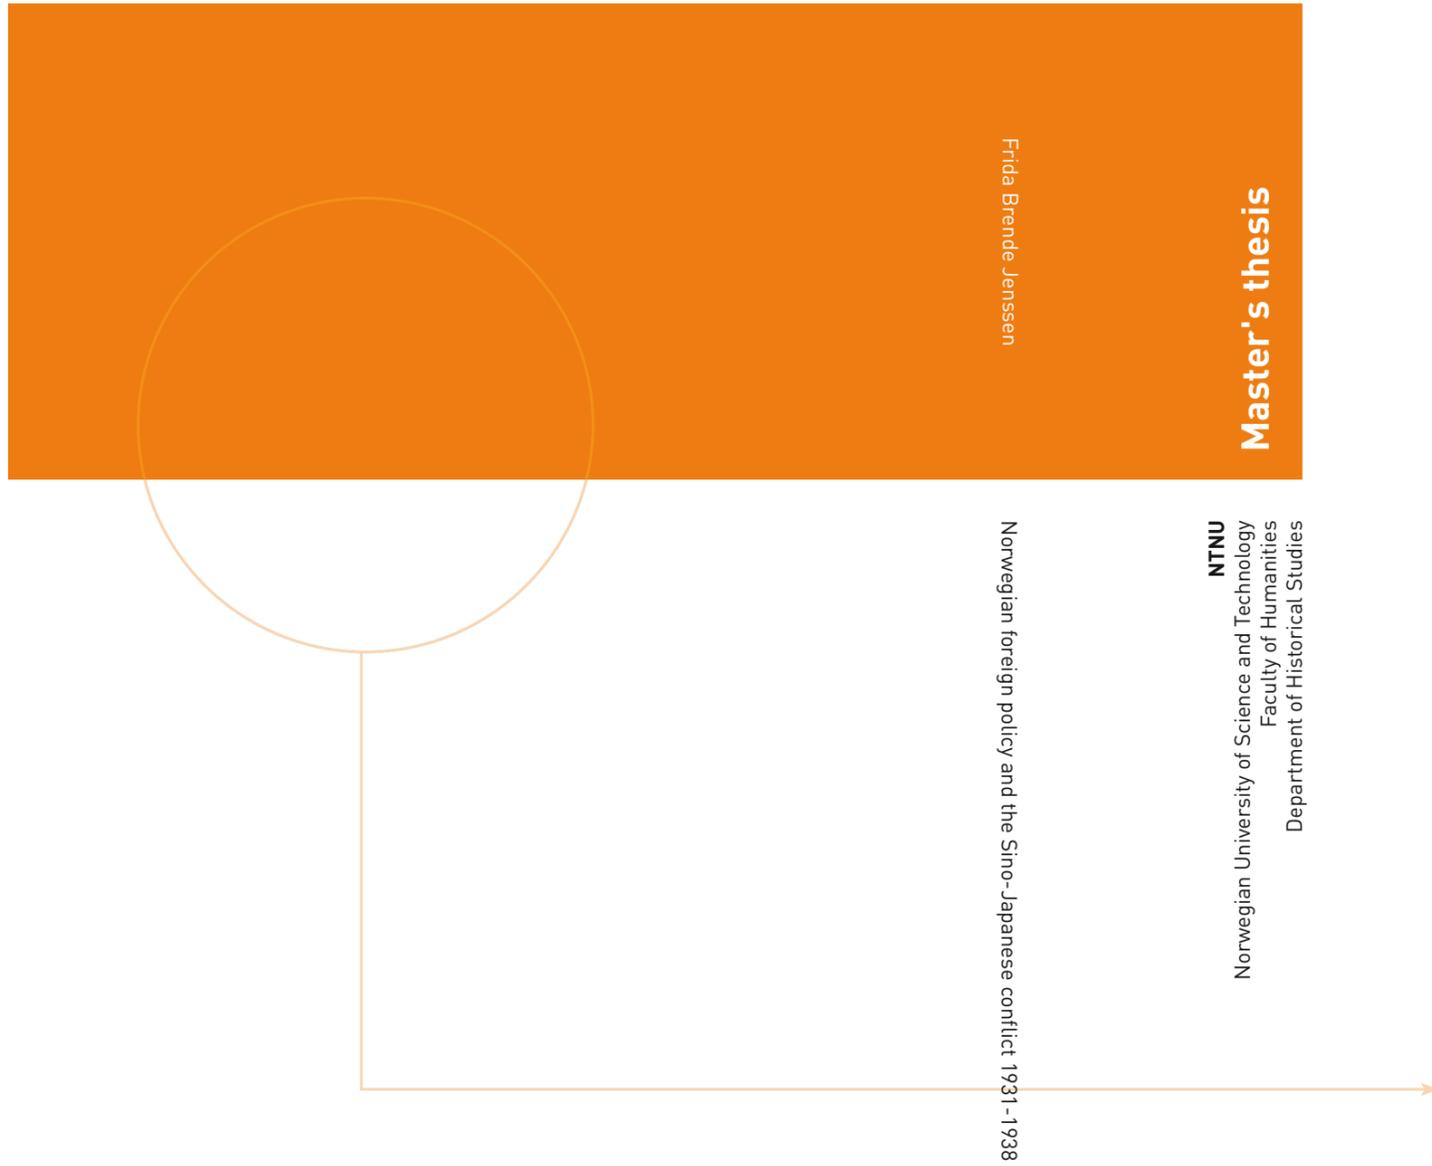 Frida Brende Jenssen
Master's thesis
Norwegian foreign policy and the Sino-Japanese conflict 1931-1938
NTNU
Norwegian University of Science and Technology
Faculty of Humanities
Department of Historical Studies